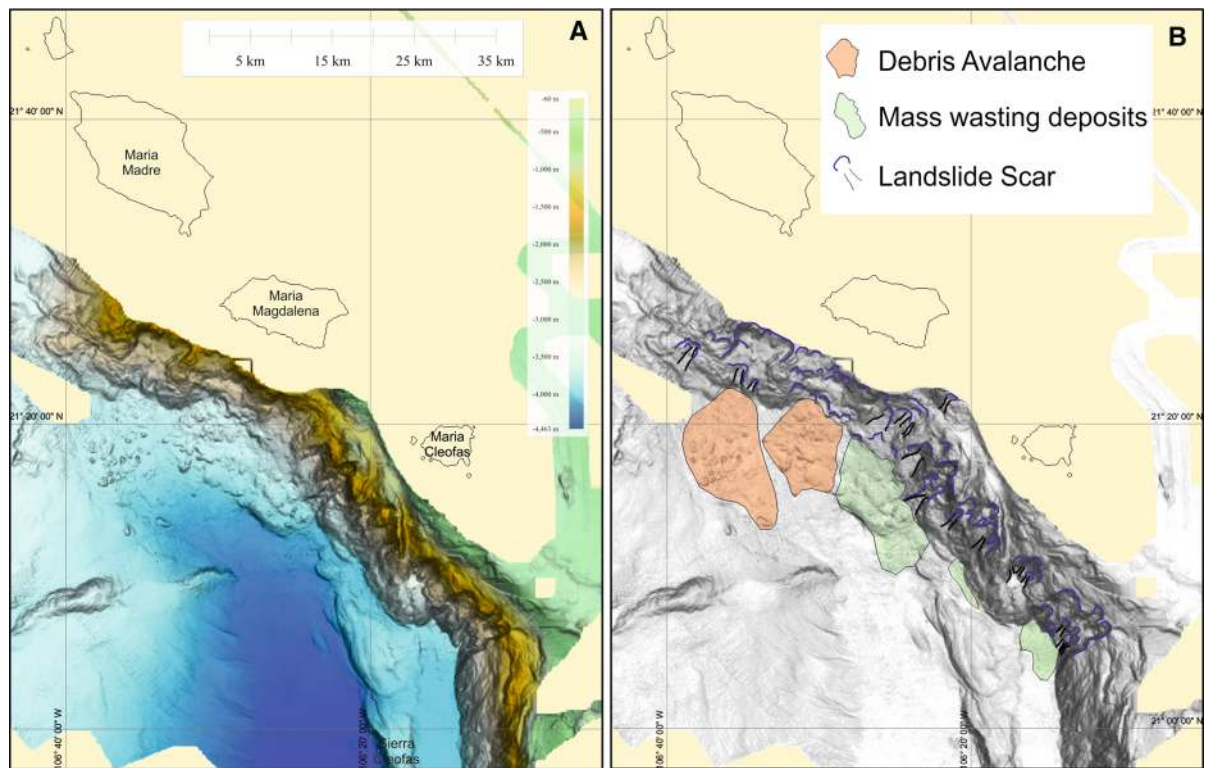 A
5 km 15 km 25 km 35 km
-60 m
-500 m
-1,000 m
-1,500 m
-2,000 m
-2,500 m
-3,000 m
-3,500 m
-4,000 m
-4,463 m
21° 40' 00" N
Maria
Madre
Maria
Magdalena
21° 20' 00" N
Maria
Cleofas
106° 40' 00" W
106° 20' 00" W
Sierra
Cleofas
B
Debris Avalanche
Mass wasting deposits
Landslide Scar
21° 40' 00" N
21° 20' 00" N
21° 00' 00" N
106° 40' 00" W
106° 20' 00" W